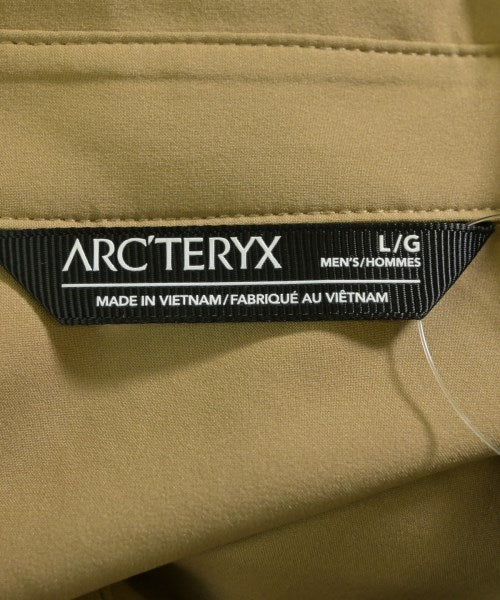 ARC'TERYX
L/G
MEN'S/HOMMES
MADE IN VIETNAM/FABRIQUÉ AU VIÊTNAM